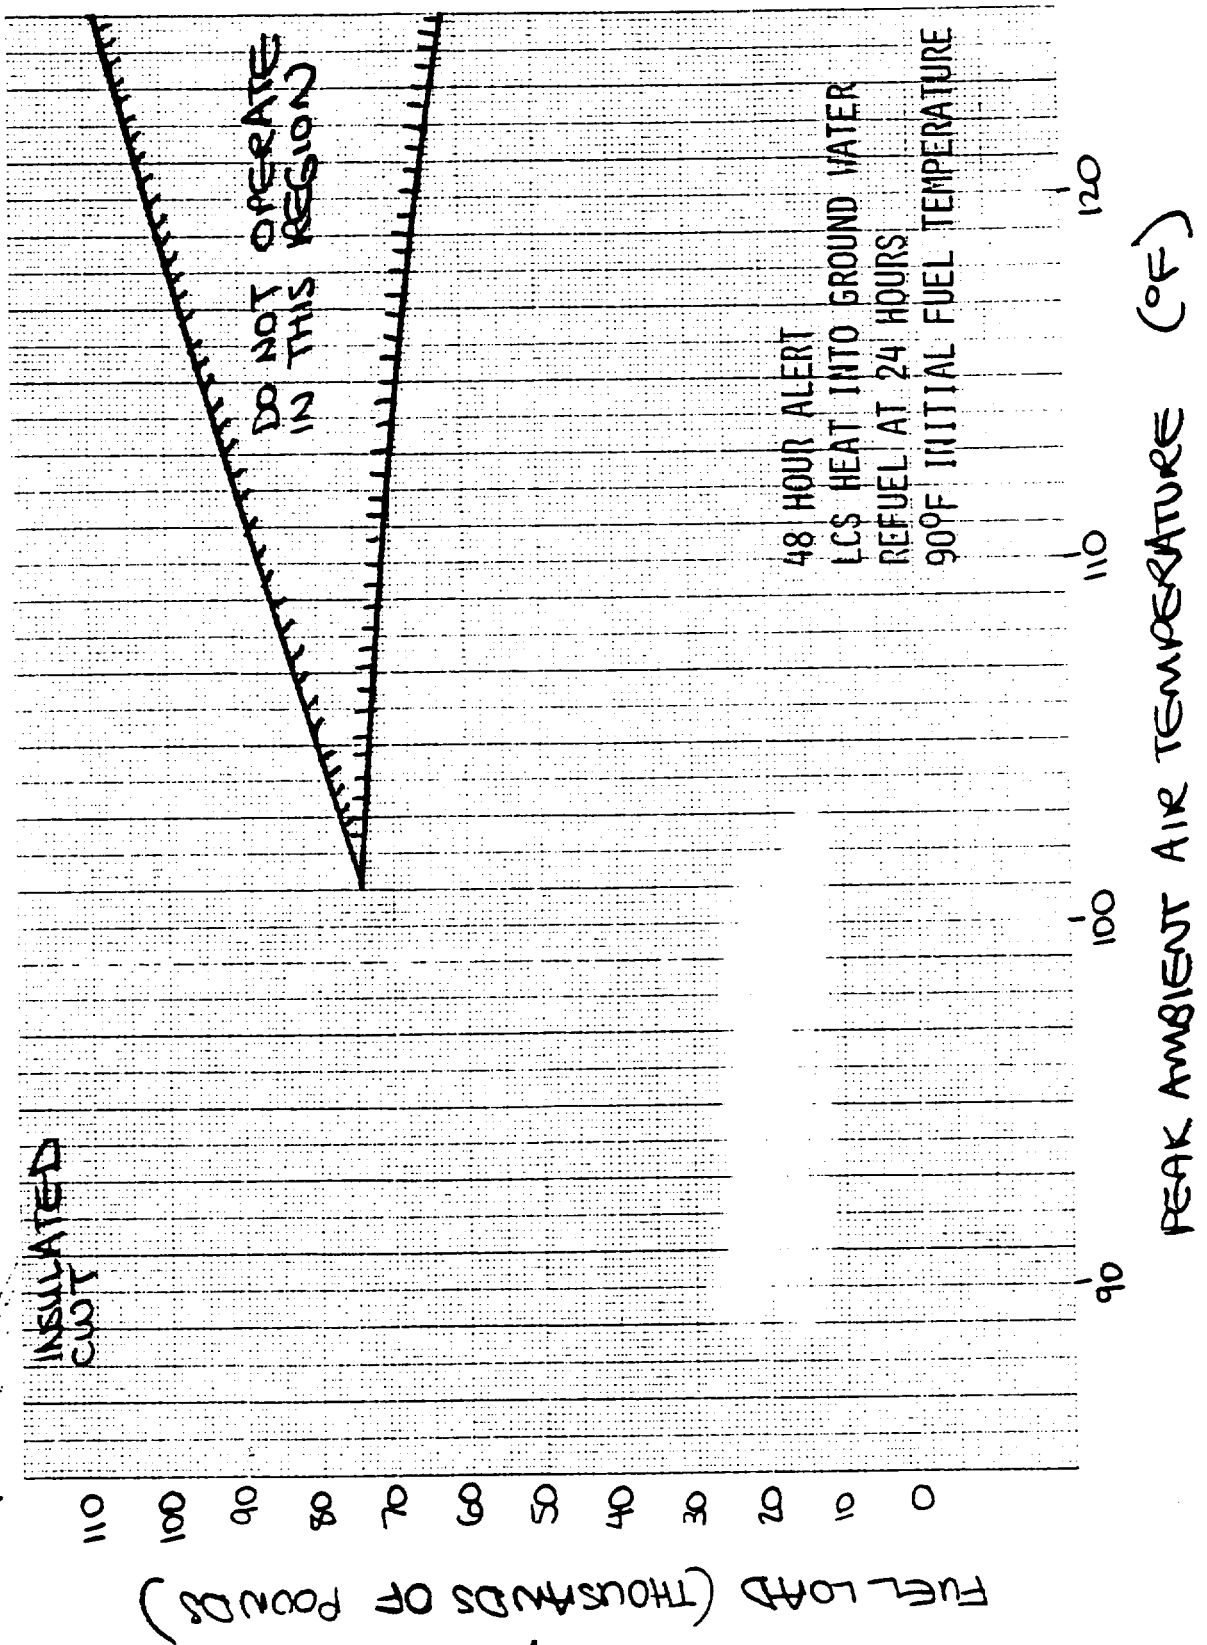 INSULATED
CWT
DO NOT OPERATE
IN THIS REGION
48 HOUR ALERT
LCS HEAT INTO GROUND WATER
REFUEL AT 24 HOURS
90°F INITIAL FUEL TEMPERATURE
110
100
90
80
70
60
50
40
30
20
10
0
FUEL LOAD (THOUSANDS OF POUNDS)
90
100
110
120
PEAK AMBIENT AIR TEMPERATURE (°F)